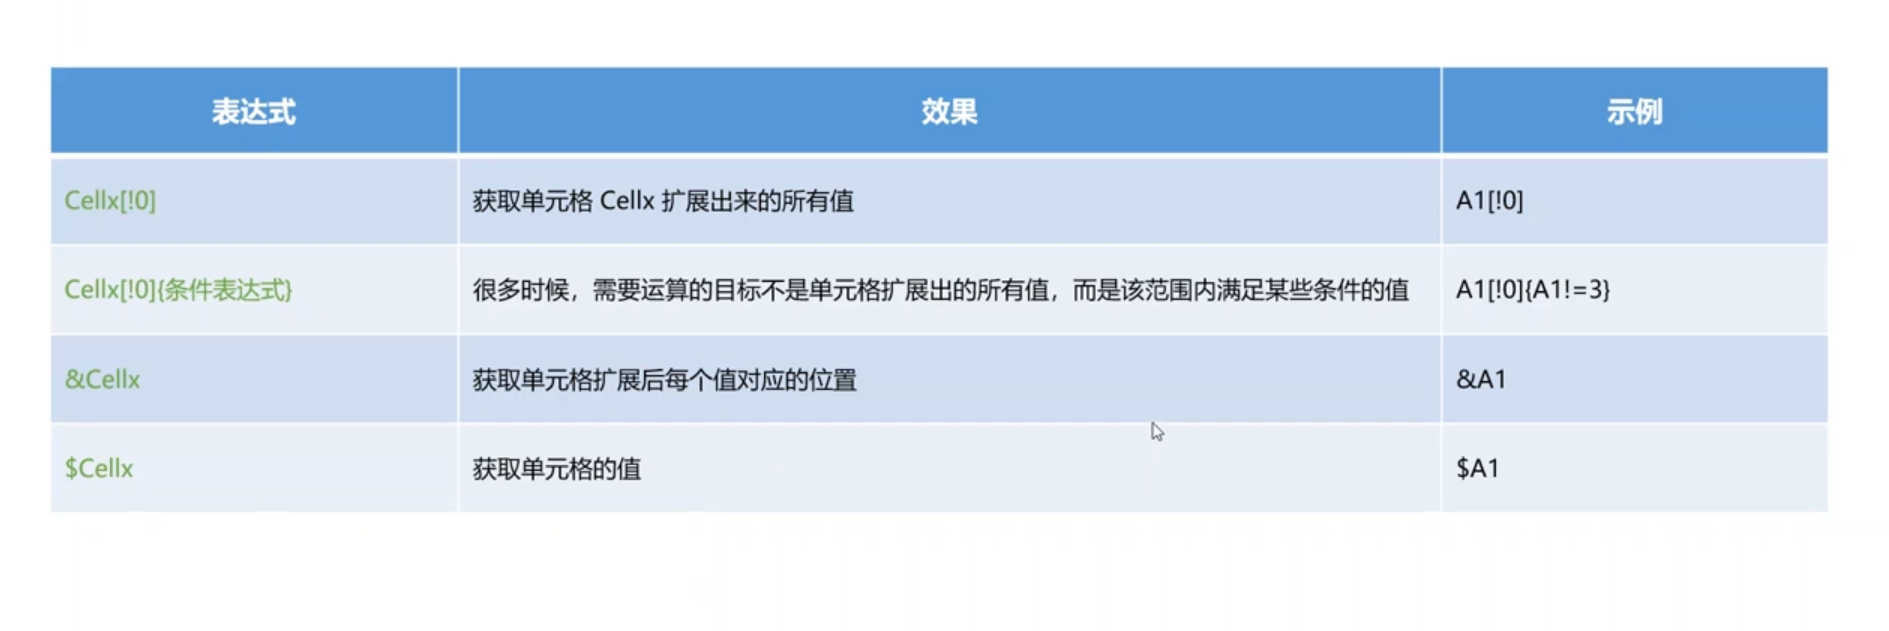 表达式 效果 示例
Cellx[!0] 获取单元格 Cellx 扩展出来的所有值 A1[!0]
Cellx[!0]{条件表达式} 很多时候，需要运算的目标不是单元格扩展出的所有值，而是该范围内满足某些条件的值 A1[!0]{A1!=3}
&Cellx 获取单元格扩展后每个值对应的位置 &A1
$Cellx 获取单元格的值 $A1